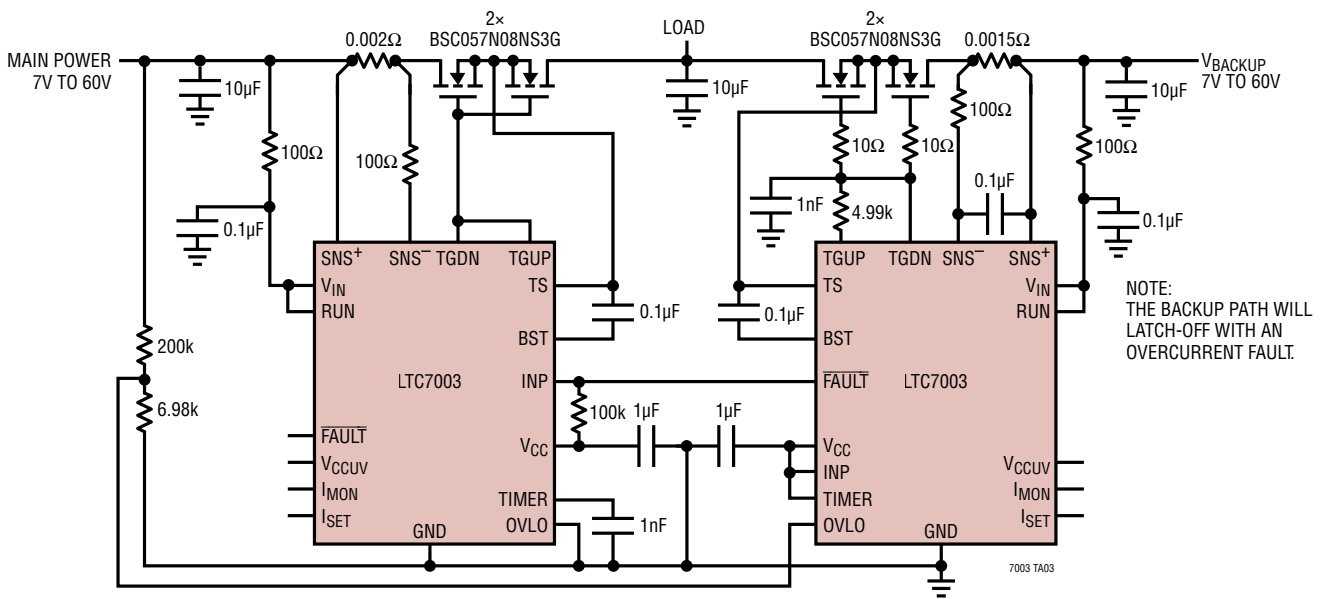 MAIN POWER
7V TO 60V
10µF
0.002Ω
2×
BSC057N08NS3G
LOAD
10µF
2×
BSC057N08NS3G
0.0015Ω
VBACKUP
7V TO 60V
10µF
100Ω
100Ω
0.1µF
10Ω
10Ω
1nF
4.99k
100Ω
0.1µF
100Ω
0.1µF
SNS+
SNS–
TGDN
TGUP
VIN
RUN
TS
BST
0.1µF
LTC7003
INP
FAULT
VCCUV
IMON
ISET
GND
VCC
TIMER
OVLO
200k
6.98k
100k
1µF
1µF
1nF
TGUP
TGDN
SNS–
SNS+
TS
BST
0.1µF
VIN
RUN
FAULT
LTC7003
VCC
INP
TIMER
OVLO
VCCUV
IMON
ISET
GND
NOTE:
THE BACKUP PATH WILL
LATCH-OFF WITH AN
OVERCURRENT FAULT.
7003 TA03